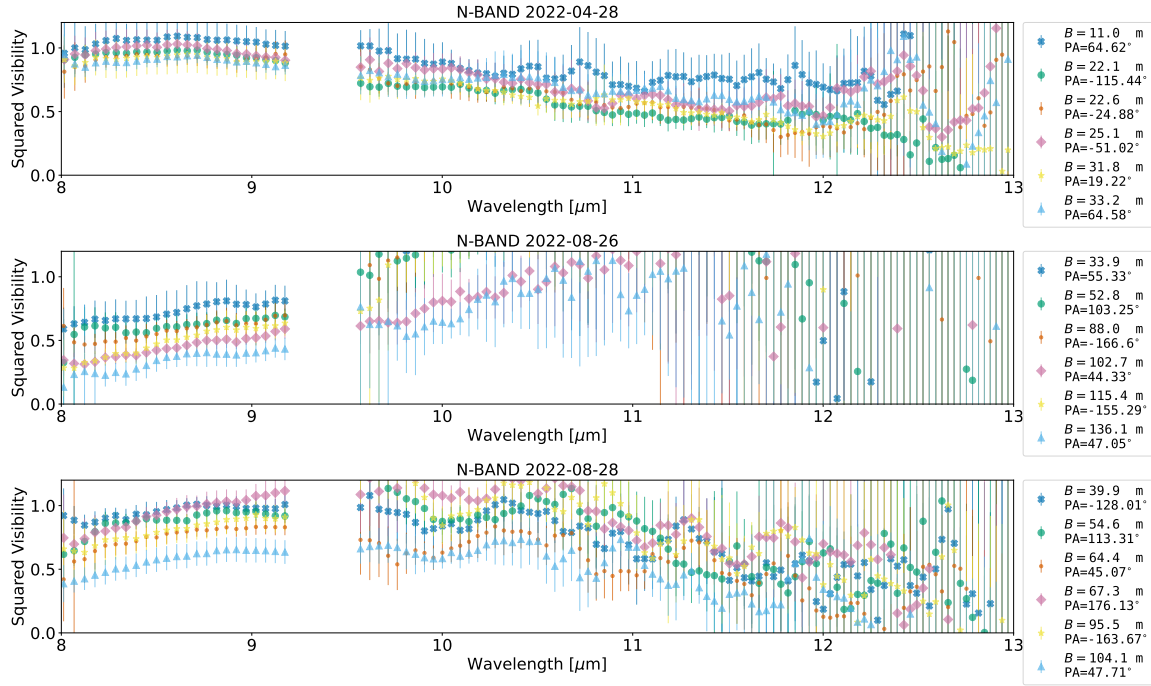 N-BAND 2022-04-28
Squared Visibility
1.0
0.5
0.0
8 9 10 11 12 13
Wavelength [μm]
B = 11.0 m
PA=64.62°
B = 22.1 m
PA=-115.44°
B = 22.6 m
PA=-24.88°
B = 25.1 m
PA=-51.02°
B = 31.8 m
PA=19.22°
B = 33.2 m
PA=64.58°
N-BAND 2022-08-26
Squared Visibility
1.0
0.5
0.0
8 9 10 11 12 13
Wavelength [μm]
B = 33.9 m
PA=55.33°
B = 52.8 m
PA=103.25°
B = 88.0 m
PA=-166.6°
B = 102.7 m
PA=44.33°
B = 115.4 m
PA=-155.29°
B = 136.1 m
PA=47.05°
N-BAND 2022-08-28
Squared Visibility
1.0
0.5
0.0
8 9 10 11 12 13
Wavelength [μm]
B = 39.9 m
PA=-128.01°
B = 54.6 m
PA=113.31°
B = 64.4 m
PA=45.07°
B = 67.3 m
PA=176.13°
B = 95.5 m
PA=-163.67°
B = 104.1 m
PA=47.71°